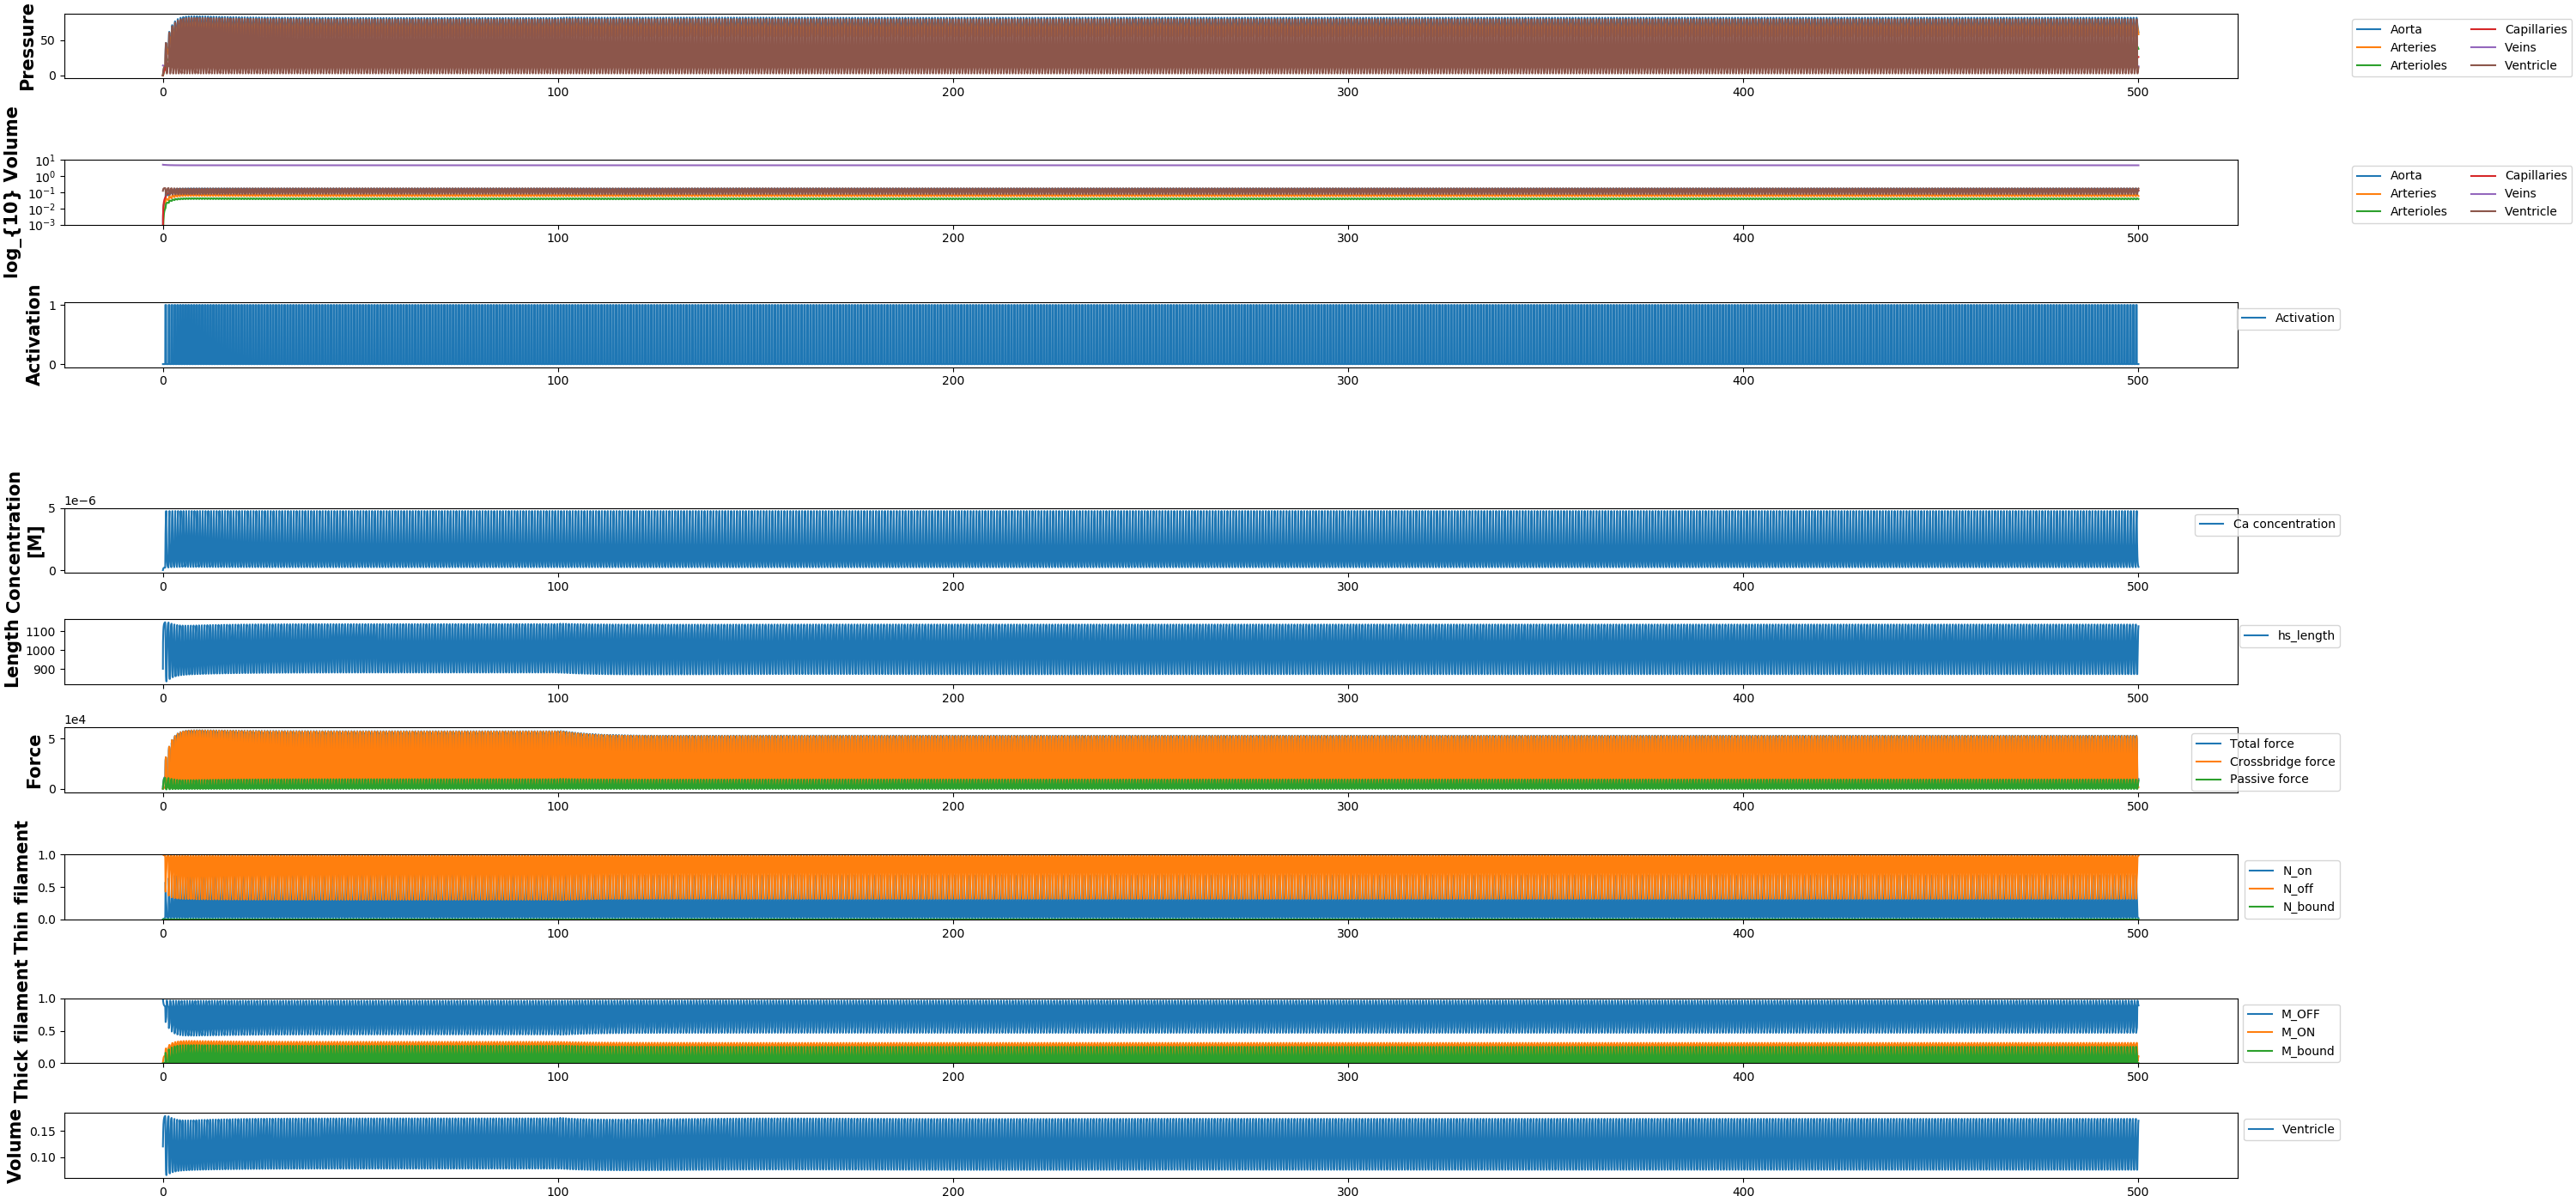 Pressure
50
0
0 100 200 300 400 500
Aorta Capillaries
Arteries Veins
Arterioles Ventricle
log_{10} Volume
10^1
10^0
10^-1
10^-2
10^-3
0 100 200 300 400 500
Aorta Capillaries
Arteries Veins
Arterioles Ventricle
Activation
1
0
0 100 200 300 400 500
Activation
Concentration
[M]
1e−6
5
0
0 100 200 300 400 500
Ca concentration
Length
1100
1000
900
0 100 200 300 400 500
hs_length
Force
1e4
5
0
0 100 200 300 400 500
Total force
Crossbridge force
Passive force
Thin filament
1.0
0.5
0.0
0 100 200 300 400 500
N_on
N_off
N_bound
Thick filament
1.0
0.5
0.0
0 100 200 300 400 500
M_OFF
M_ON
M_bound
Volume
0.15
0.10
0 100 200 300 400 500
Ventricle